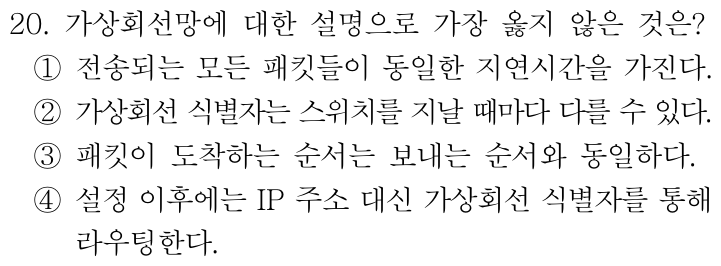 20. 가상회선망에 대한 설명으로 가장 옳지 않은 것은?
① 전송되는 모든 패킷들이 동일한 지연시간을 가진다.
② 가상회선 식별자는 스위치를 지날 때마다 다를 수 있다.
③ 패킷이 도착하는 순서는 보내는 순서와 동일하다.
④ 설정 이후에는 IP 주소 대신 가상회선 식별자를 통해
라우팅한다.